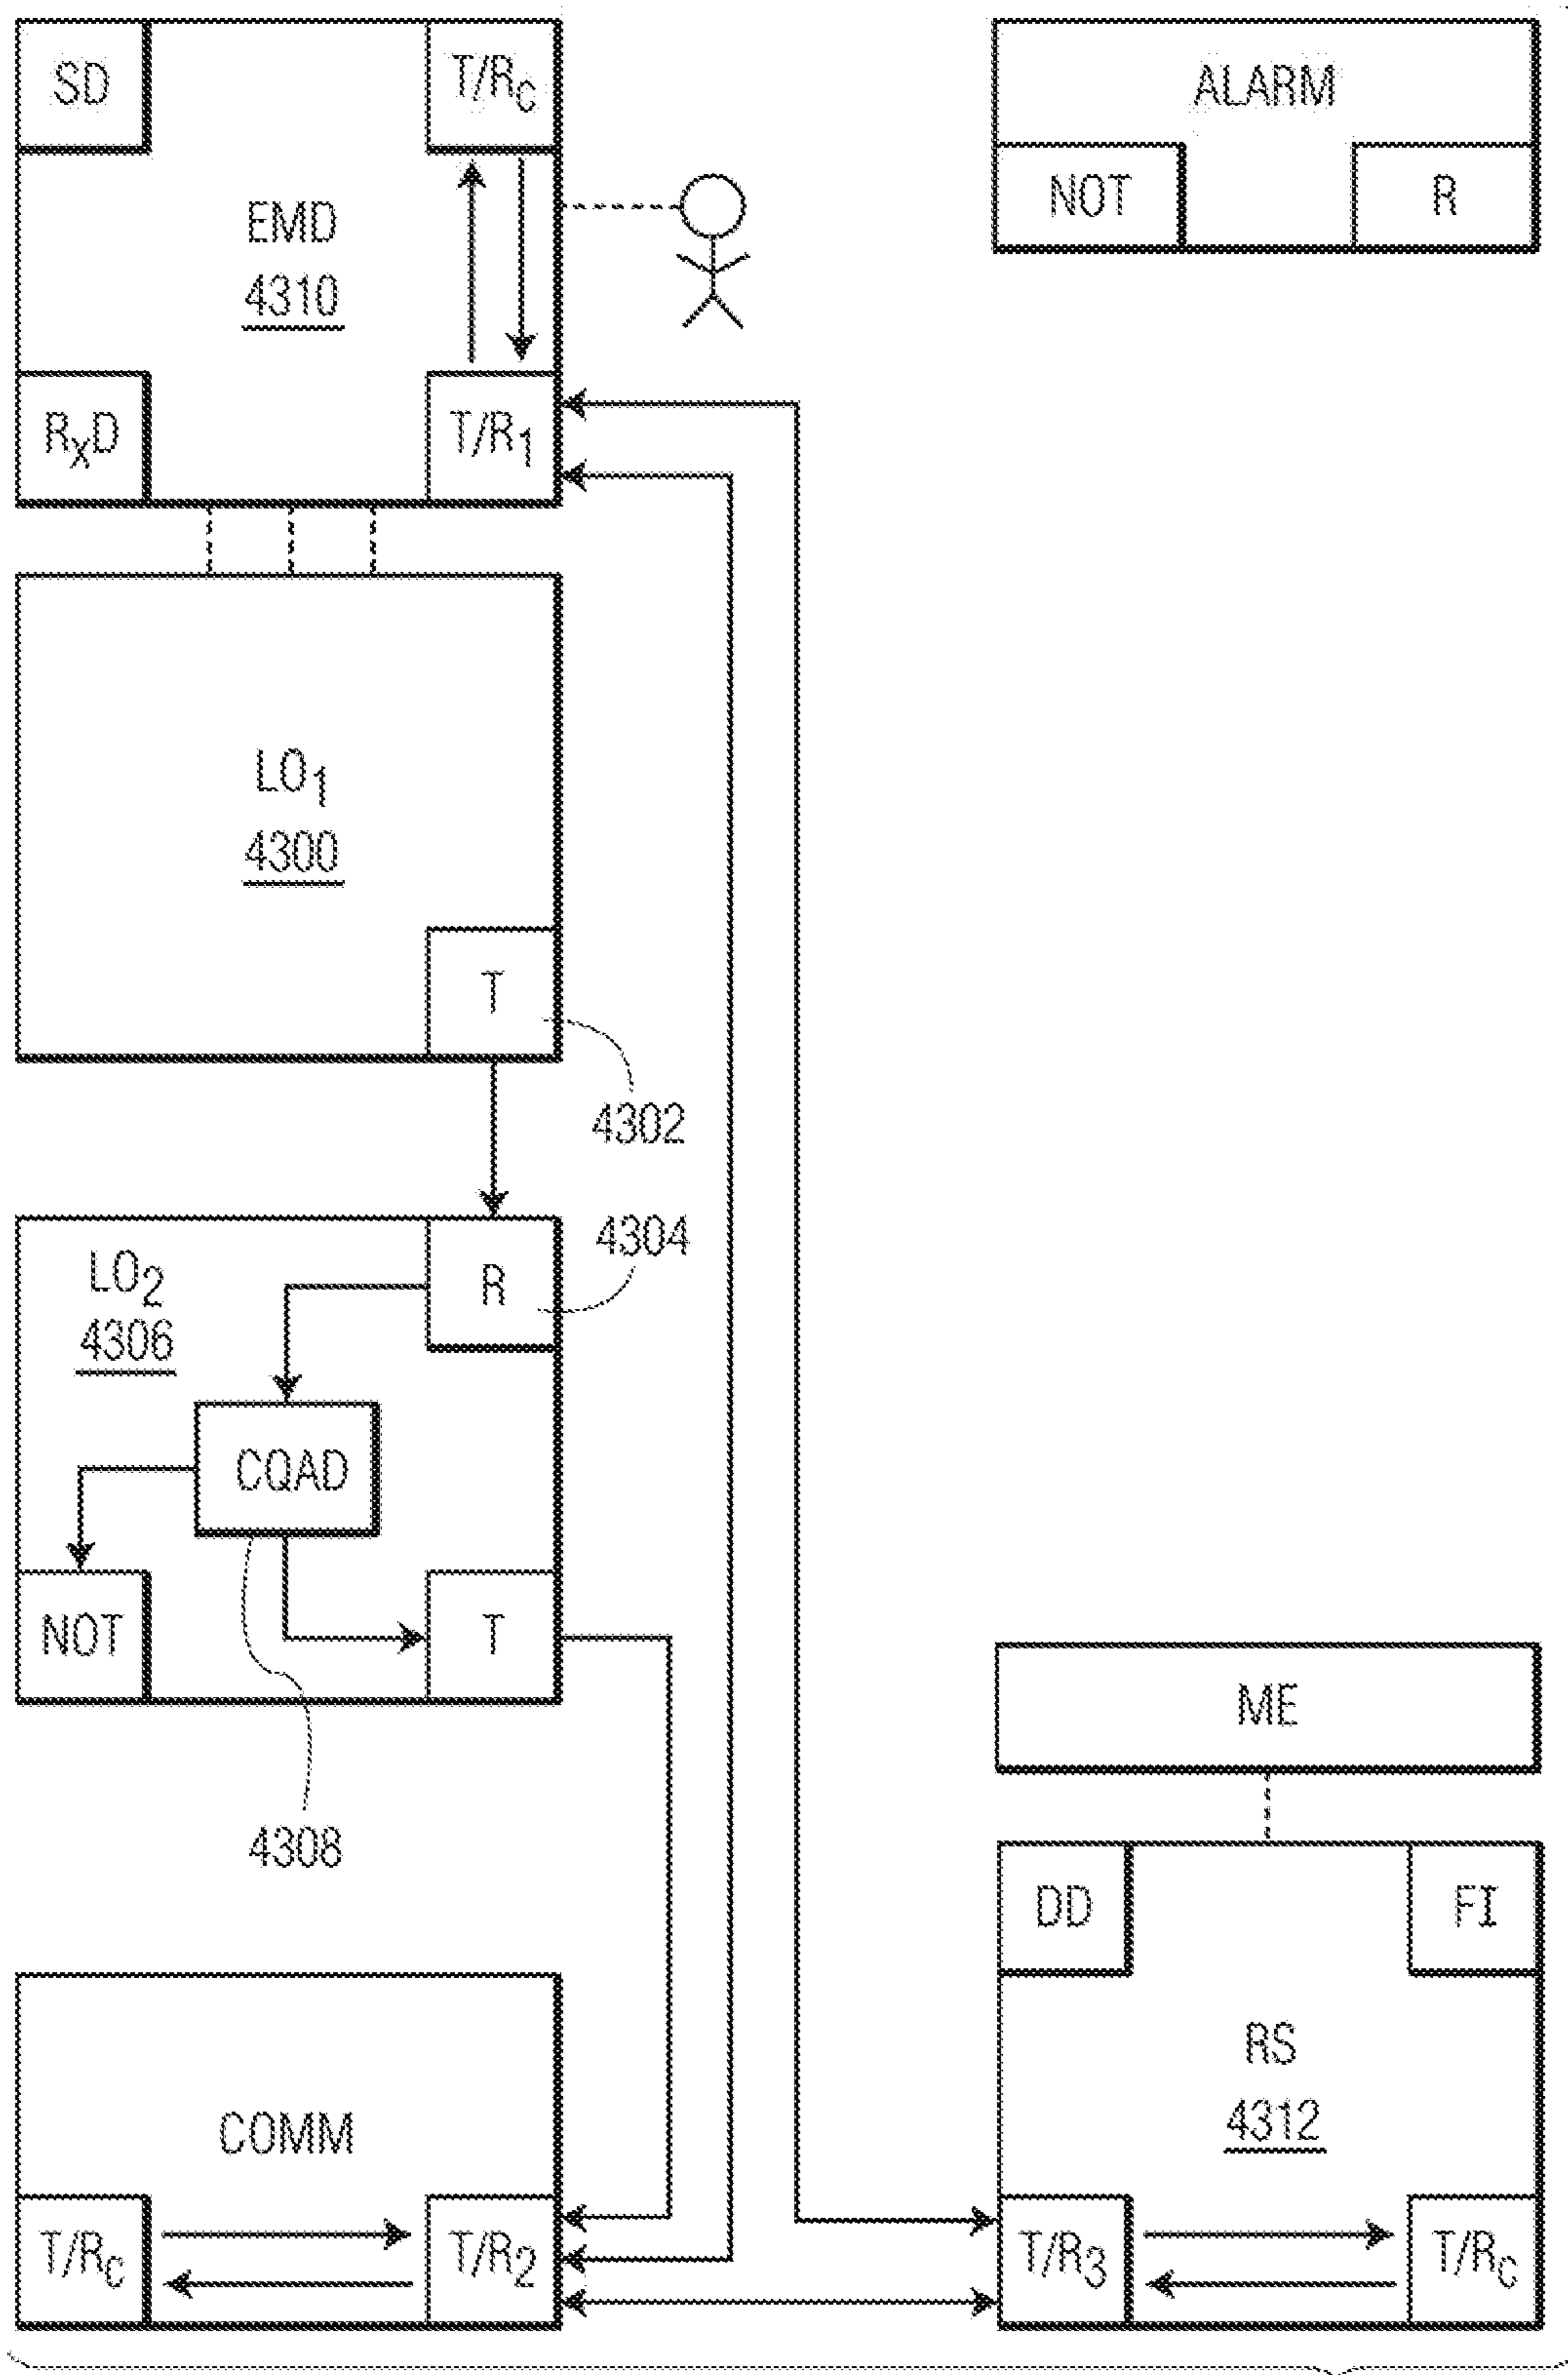 SD
T/RC
ALARM
NOT
R
EMD
4310
RXD
T/R1
LO1
4300
T
4302
4304
LO2
4306
R
CQAD
NOT
T
4308
ME
DD
FI
RS
4312
COMM
T/RC
T/R2
T/R3
T/RC